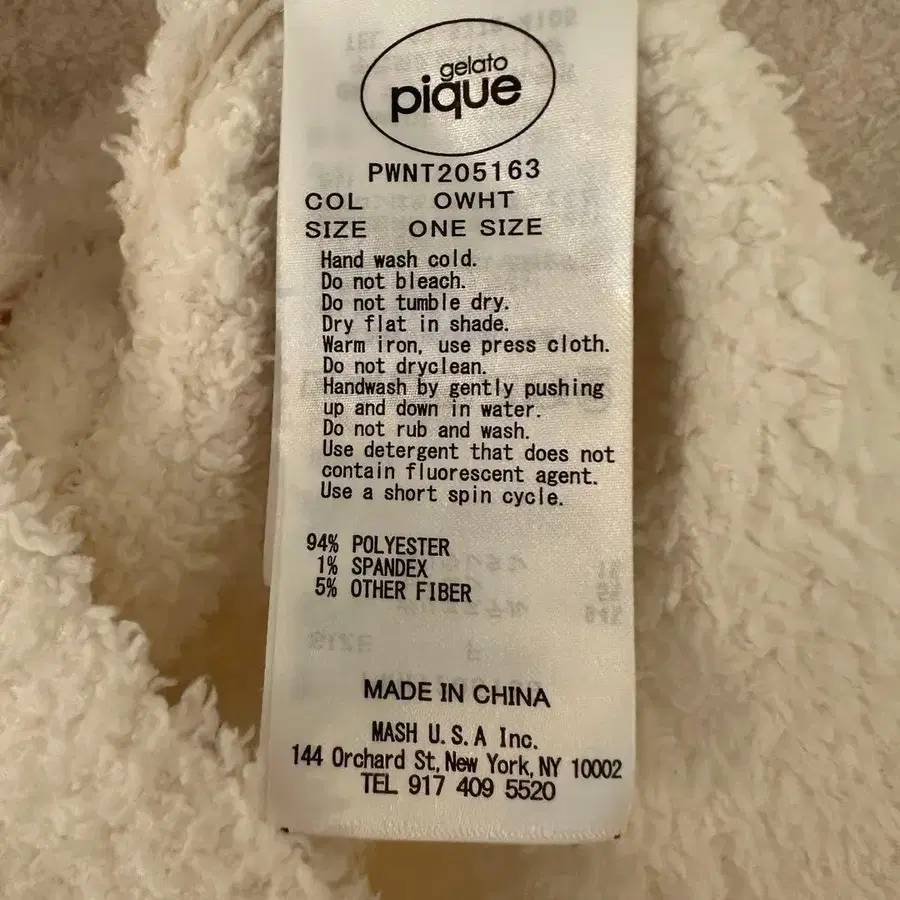 gelato
pique
PWNT205163
COL OWHT
SIZE ONE SIZE
Hand wash cold.
Do not bleach.
Do not tumble dry.
Dry flat in shade.
Warm iron, use press cloth.
Do not dryclean.
Handwash by gently pushing
up and down in water.
Do not rub and wash.
Use detergent that does not
contain fluorescent agent.
Use a short spin cycle.
94% POLYESTER
1% SPANDEX
5% OTHER FIBER
MADE IN CHINA
MASH U.S.A Inc.
144 Orchard St, New York, NY 10002
TEL 917 409 5520